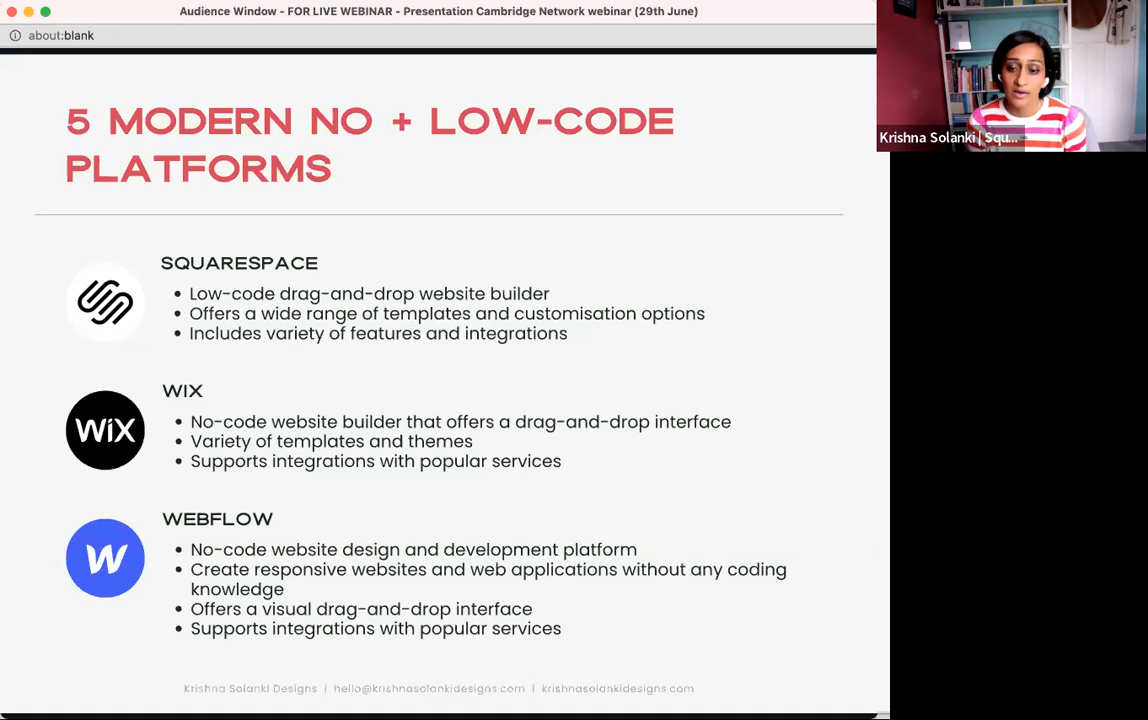 Audience Window - FOR LIVE WEBINAR - Presentation Cambridge Network webinar (29th June)
about:blank
Krishna Solanki | Squ...
5 MODERN NO + LOW-CODE
PLATFORMS
SQUARESPACE
• Low-code drag-and-drop website builder
• Offers a wide range of templates and customisation options
• Includes variety of features and integrations
WIX
WiX
• No-code website builder that offers a drag-and-drop interface
• Variety of templates and themes
• Supports integrations with popular services
WEBFLOW
W
• No-code website design and development platform
• Create responsive websites and web applications without any coding
knowledge
• Offers a visual drag-and-drop interface
• Supports integrations with popular services
Krishna Solanki Designs | hello@krishnasolankidesigns.com | krishnasolankidesigns.com